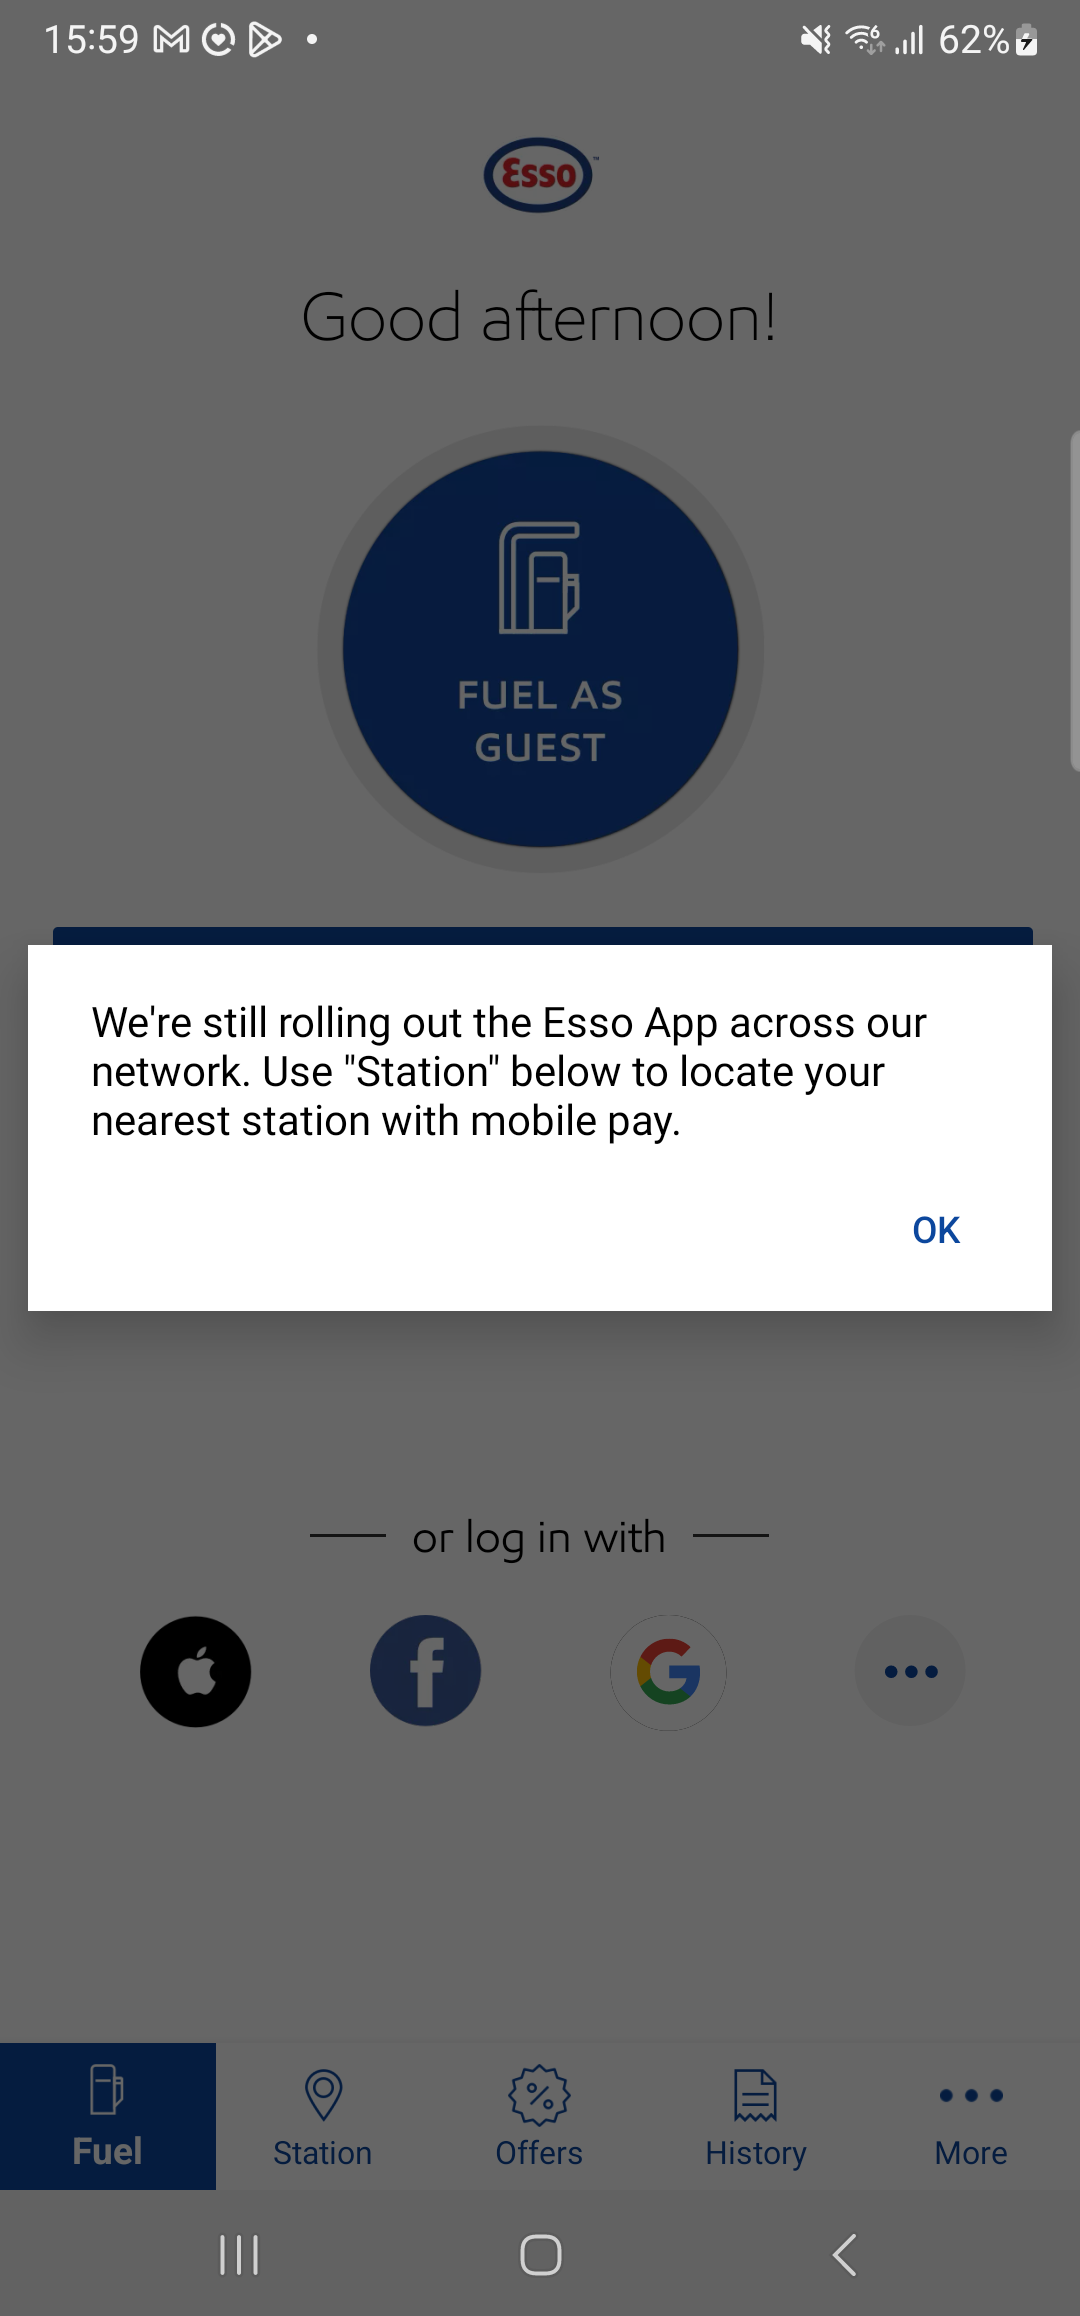 15:59 62%
Esso
Good afternoon!
FUEL AS
GUEST
We're still rolling out the Esso App across our
network. Use "Station" below to locate your
nearest station with mobile pay.
OK
or log in with
Fuel Station Offers History More